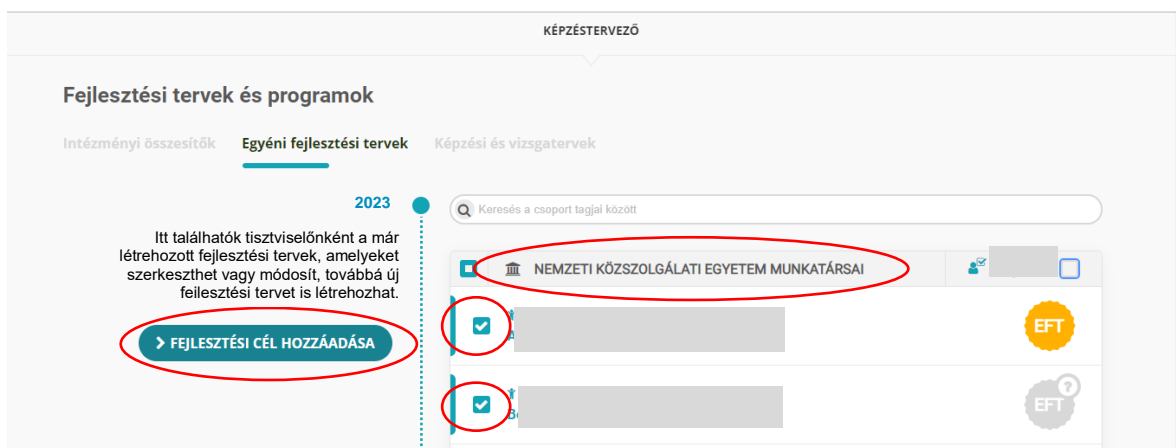 KÉPZÉSTERVEZŐ
Fejlesztési tervek és programok
Intézményi összesítők Egyéni fejlesztési tervek Képzési és vizsgatervek
2023
Itt találhatók tisztviselőnként a már
létrehozott fejlesztési tervek, amelyeket
szerkeszthet vagy módosít, továbbá új
fejlesztési tervet is létrehozhat.
FEJLESZTÉSI CÉL HOZZÁADÁSA
Keresés a csoport tagjai között
NEMZETI KÖZSZOLGÁLATI EGYETEM MUNKATÁRSAI
EFT
EFT ?